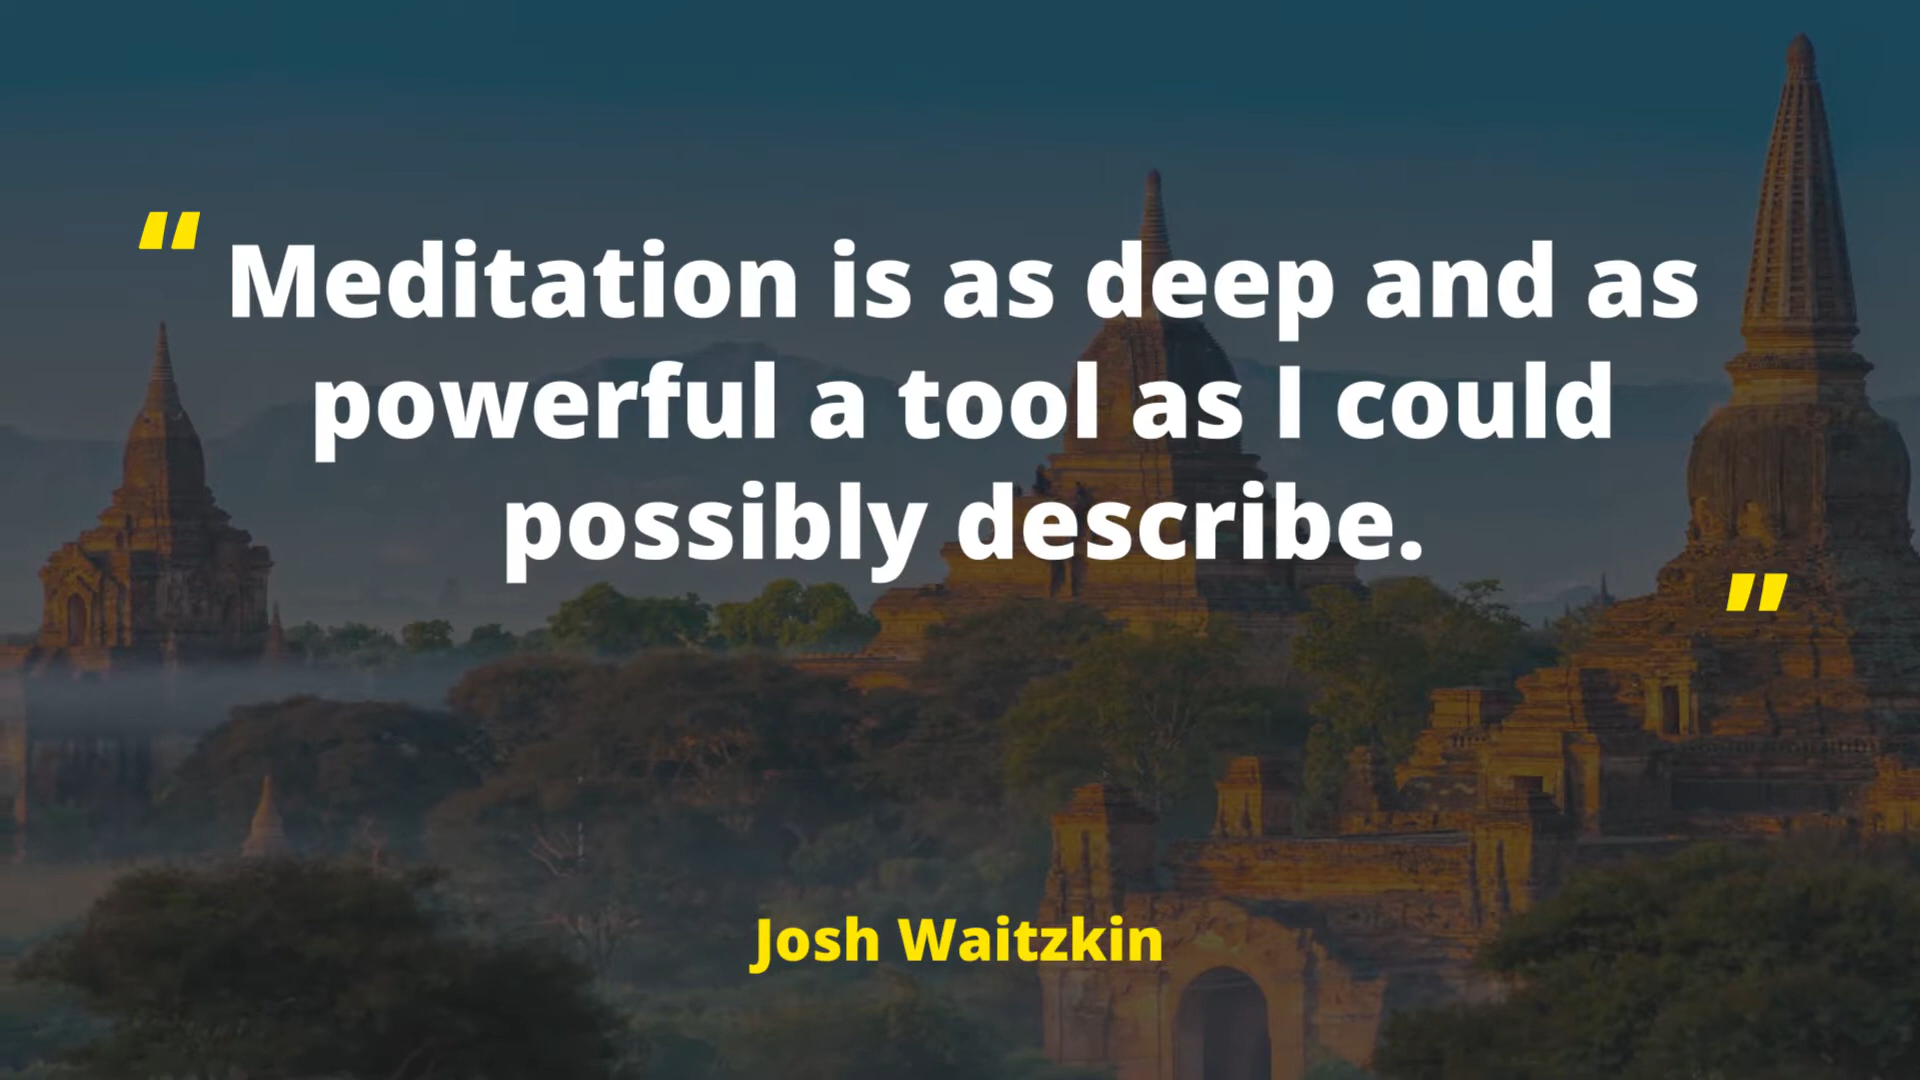 “ Meditation is as deep and as
powerful a tool as I could
possibly describe. ”
Josh Waitzkin